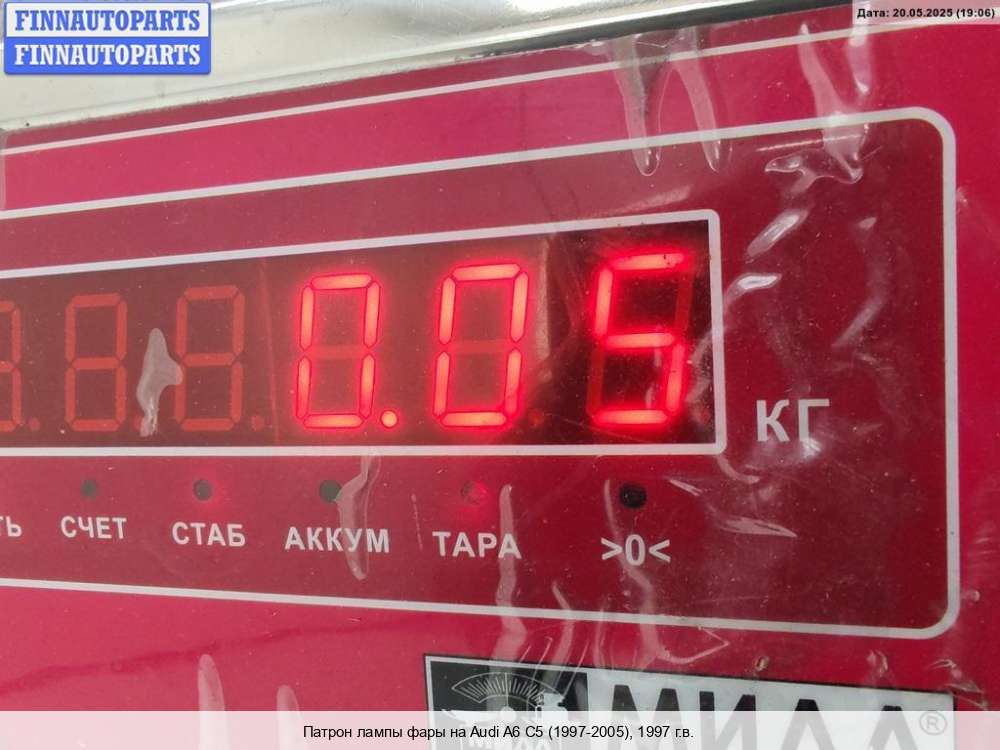 FINNAUTOPARTS
FINNAUTOPARTS
Дата: 20.05.2025 (19:06)
0.05
КГ
СЧЕТ СТАБ АККУМ ТАРА >0<
Патрон лампы фары на Audi A6 C5 (1997-2005), 1997 г.в.